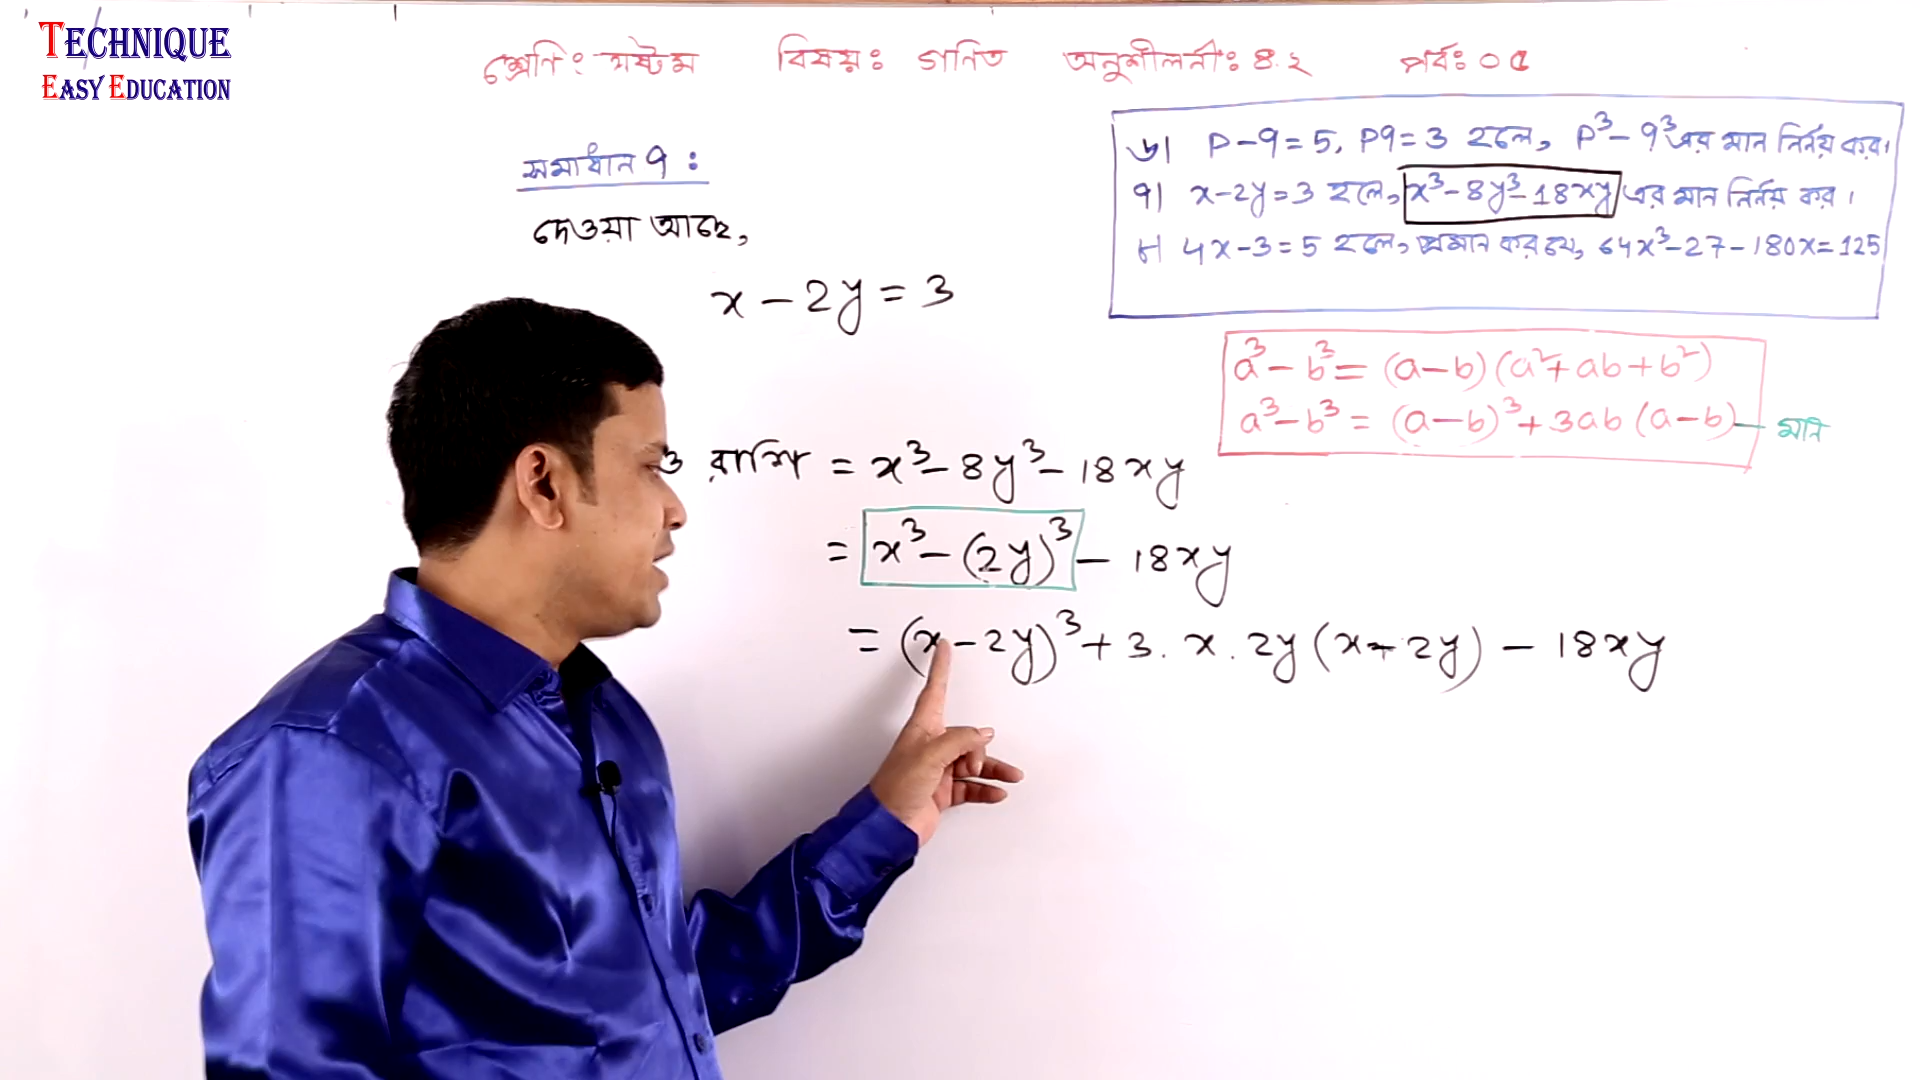 TECHNIQUE
EASY EDUCATION
শ্রেণি: অষ্টম বিষয়: গণিত অনুশীলনী: 4.2 পর্ব: ০৫
৬। P-q=5, Pq=3 হলে, P³-q³ এর মান নির্ণয় কর।
৭। x-2y=3 হলে, x³-8y³-18xy এর মান নির্ণয় কর।
৮। 4x-3=5 হলে, প্রমান কর যে, 64x³-27-180x=125
সমাধান ৭:
দেওয়া আছে,
x-2y=3
a³-b³=(a-b)(a²+ab+b²)
a³-b³=(a-b)³+3ab(a-b) মান
রাশি = x³-8y³-18xy
= x³-(2y)³-18xy
= (x-2y)³+3.x.2y(x-2y)-18xy